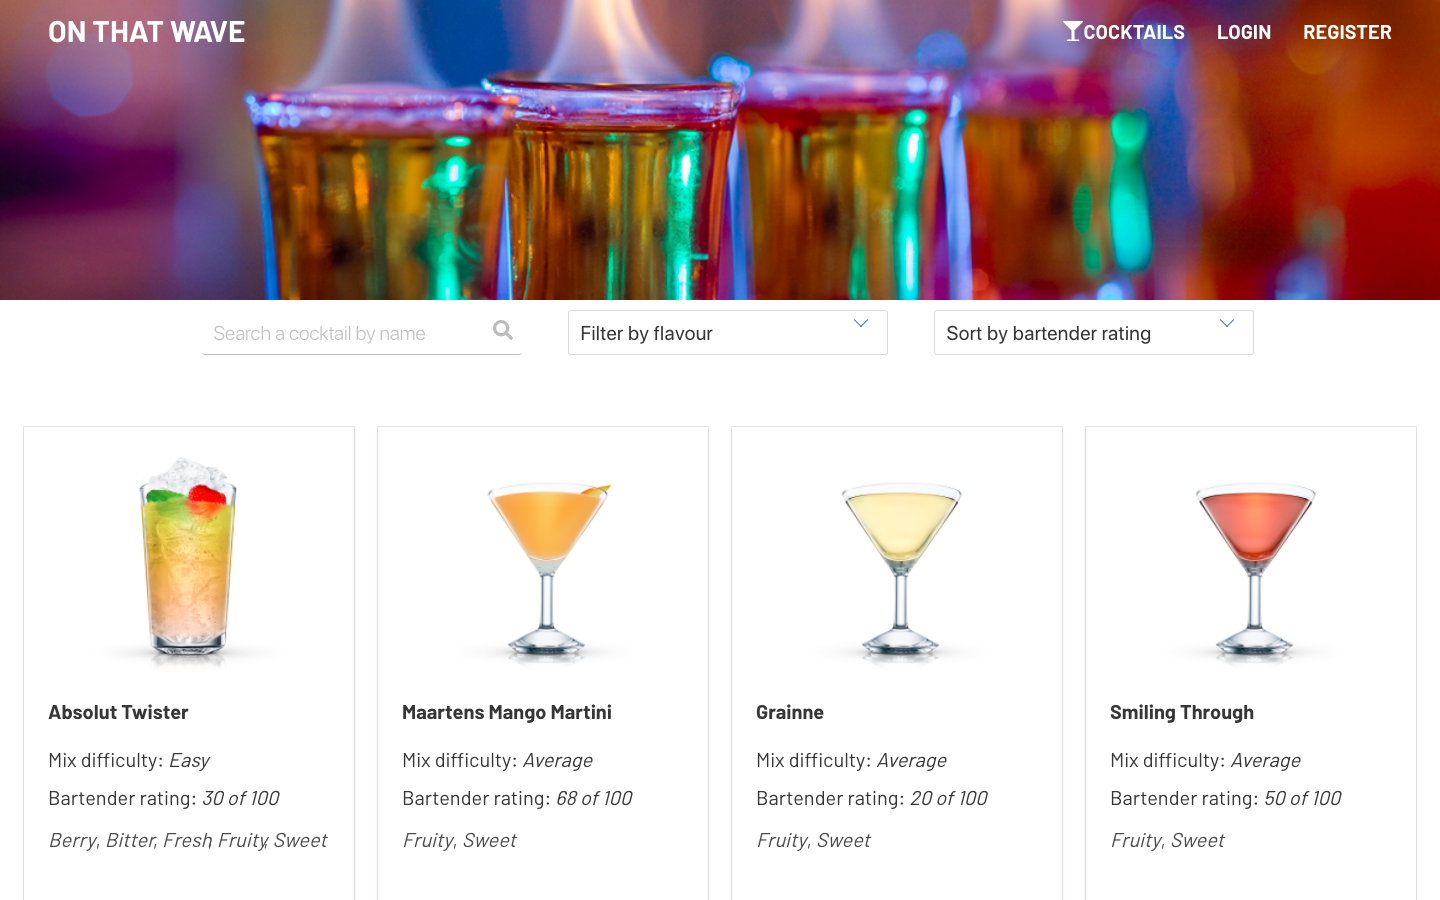 ON THAT WAVE
COCKTAILS LOGIN REGISTER
Search a cocktail by name
Filter by flavour
Sort by bartender rating
Absolut Twister
Mix difficulty: Easy
Bartender rating: 30 of 100
Berry, Bitter, Fresh, Fruity, Sweet
Maartens Mango Martini
Mix difficulty: Average
Bartender rating: 68 of 100
Fruity, Sweet
Grainne
Mix difficulty: Average
Bartender rating: 20 of 100
Fruity, Sweet
Smiling Through
Mix difficulty: Average
Bartender rating: 50 of 100
Fruity, Sweet